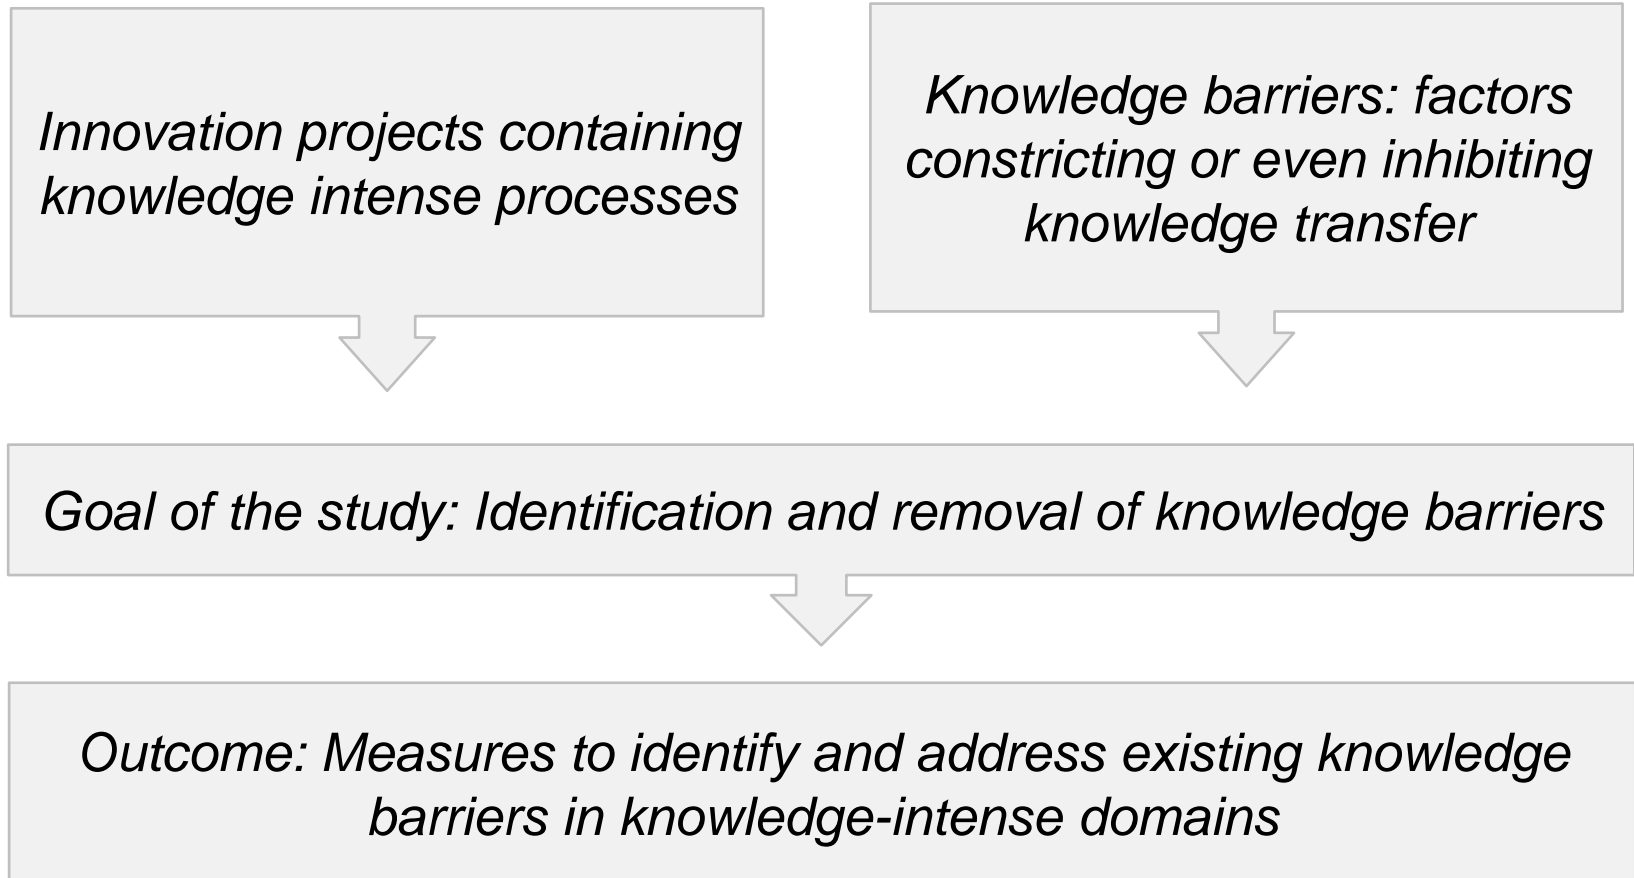 Innovation projects containing
knowledge intense processes
Knowledge barriers: factors
constricting or even inhibiting
knowledge transfer
Goal of the study: Identification and removal of knowledge barriers
Outcome: Measures to identify and address existing knowledge
barriers in knowledge-intense domains